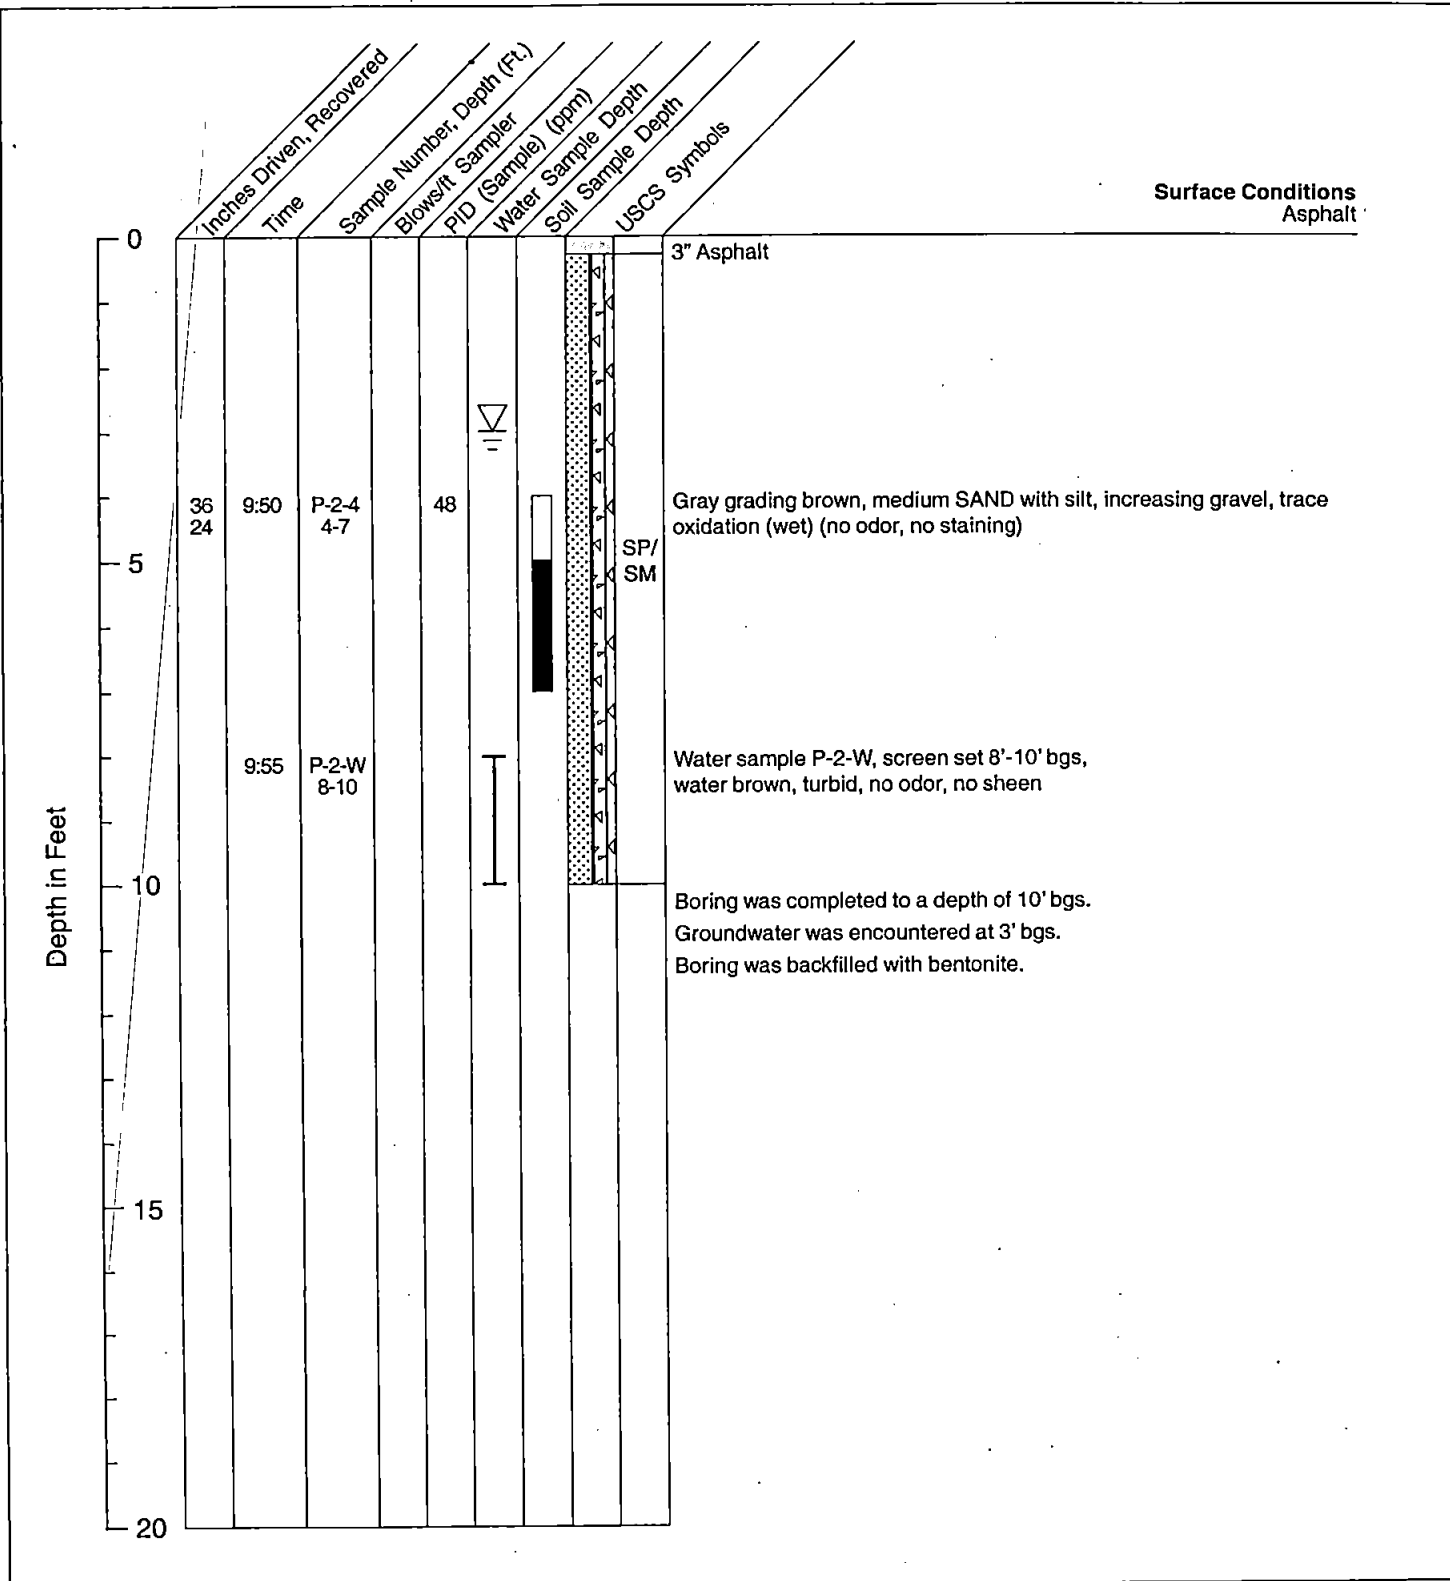 Inches Driven, Recovered
Time
Sample Number, Depth (Ft.)
Blows/ft Sampler
PID (Sample) (ppm)
Water Sample Depth
Soil Sample Depth
USCS Symbols
Surface Conditions
Asphalt
0
3" Asphalt
36 9:50 P-2-4 48 Gray grading brown, medium SAND with silt, increasing gravel, trace
24 4-7 oxidation (wet) (no odor, no staining)
SP/
5 SM
9:55 P-2-W Water sample P-2-W, screen set 8'-10' bgs,
8-10 water brown, turbid, no odor, no sheen
Depth in Feet
10
Boring was completed to a depth of 10' bgs.
Groundwater was encountered at 3' bgs.
Boring was backfilled with bentonite.
15
20